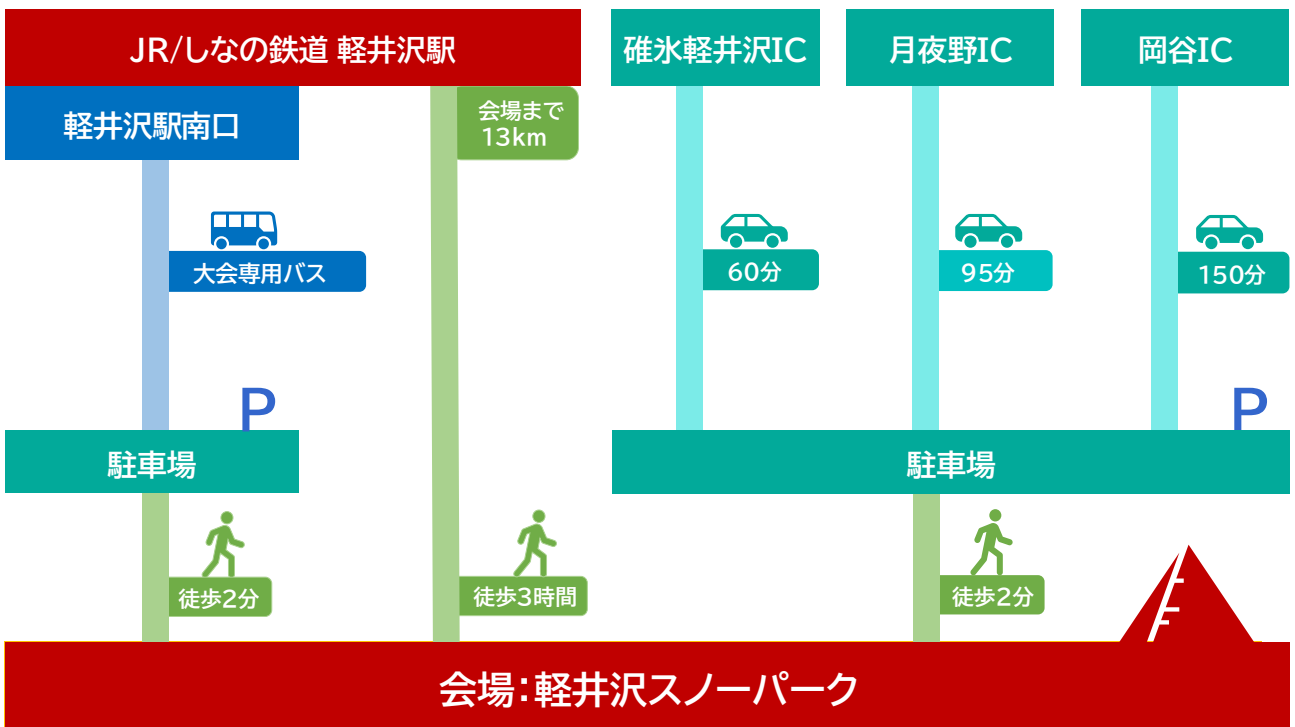 JR/しなの鉄道 軽井沢駅
碓氷軽井沢IC
月夜野IC
岡谷IC
軽井沢駅南口
会場まで
13km
大会専用バス
60分
95分
150分
P
P
駐車場
駐車場
徒歩2分
徒歩3時間
徒歩2分
会場：軽井沢スノーパーク